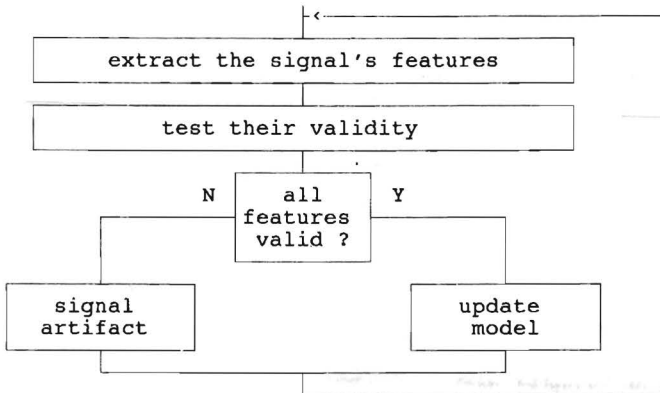 extract the signal's features
test their validity
N
all
features
valid ?
Y
signal
artifact
update
model